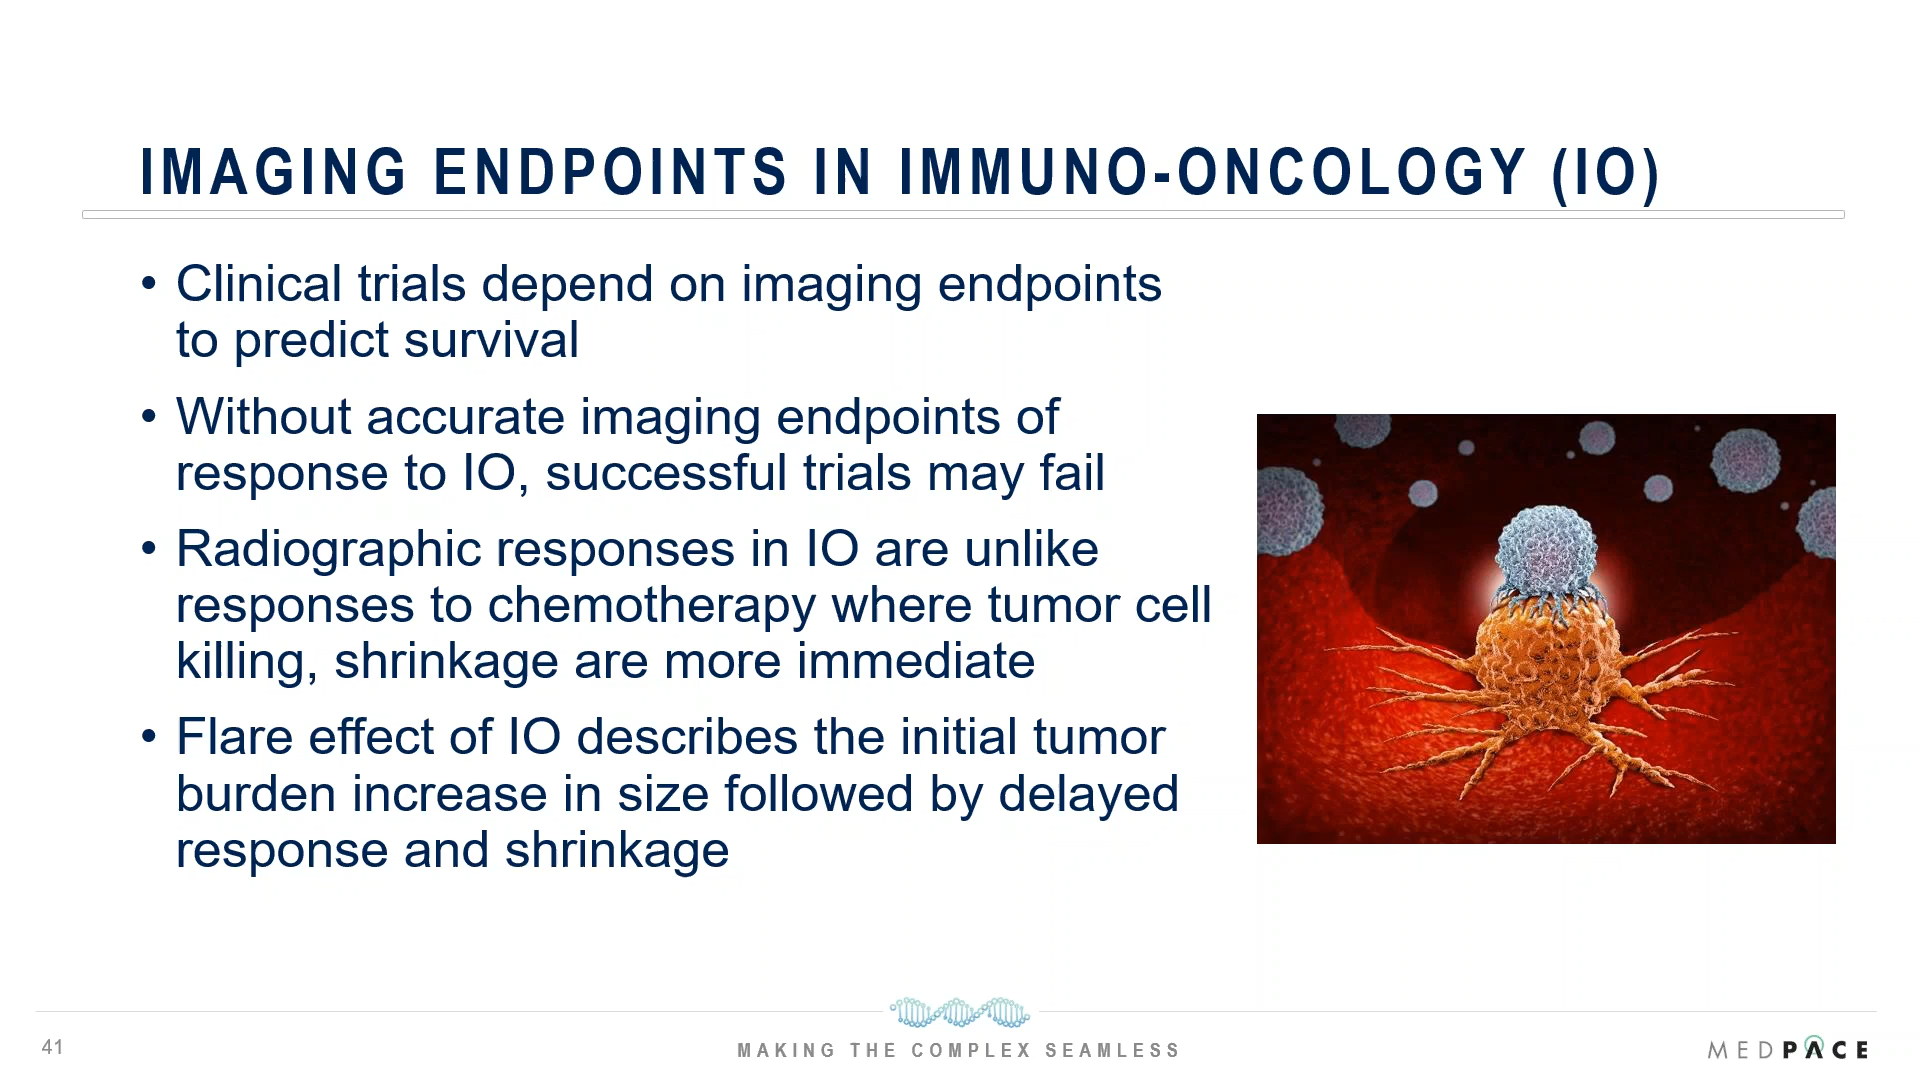 IMAGING ENDPOINTS IN IMMUNO-ONCOLOGY (IO)
• Clinical trials depend on imaging endpoints
to predict survival
• Without accurate imaging endpoints of
response to IO, successful trials may fail
• Radiographic responses in IO are unlike
responses to chemotherapy where tumor cell
killing, shrinkage are more immediate
• Flare effect of IO describes the initial tumor
burden increase in size followed by delayed
response and shrinkage
41
MAKING THE COMPLEX SEAMLESS
MEDPACE